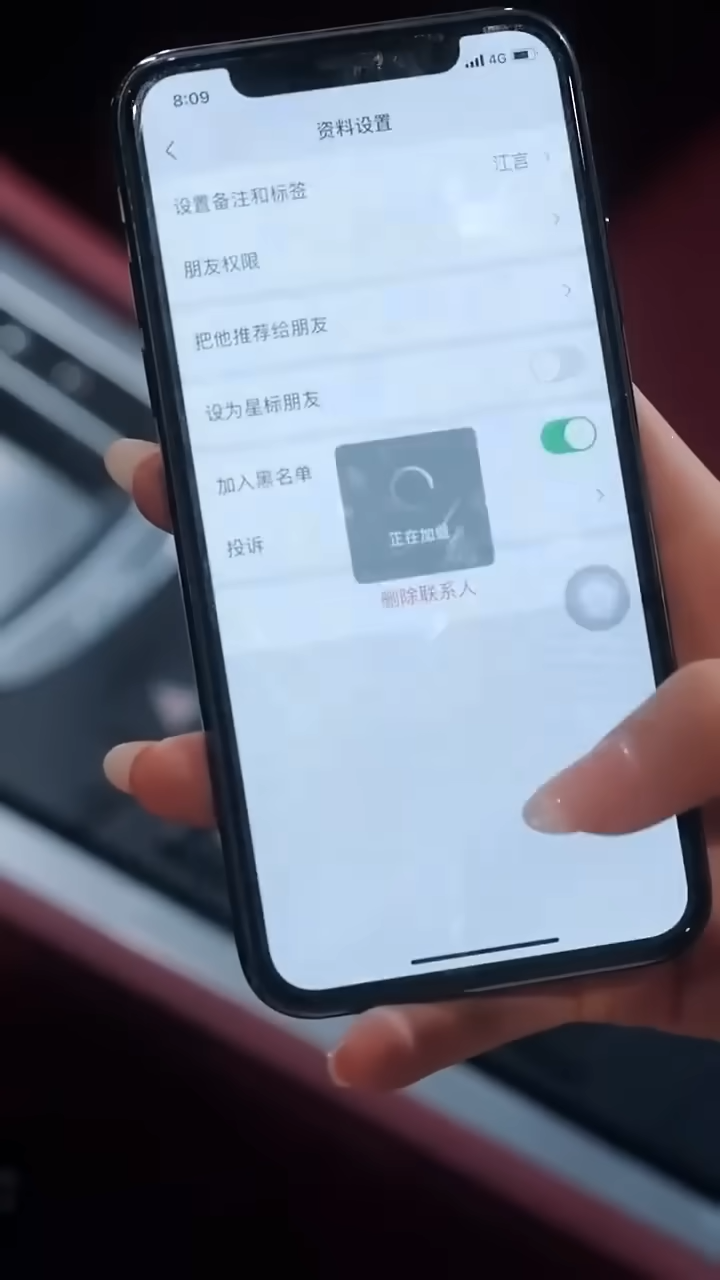 8:09
4G
资料设置
设置备注和标签 江言
朋友权限
把他推荐给朋友
设为星标朋友
加入黑名单
投诉
正在加载
删除联系人